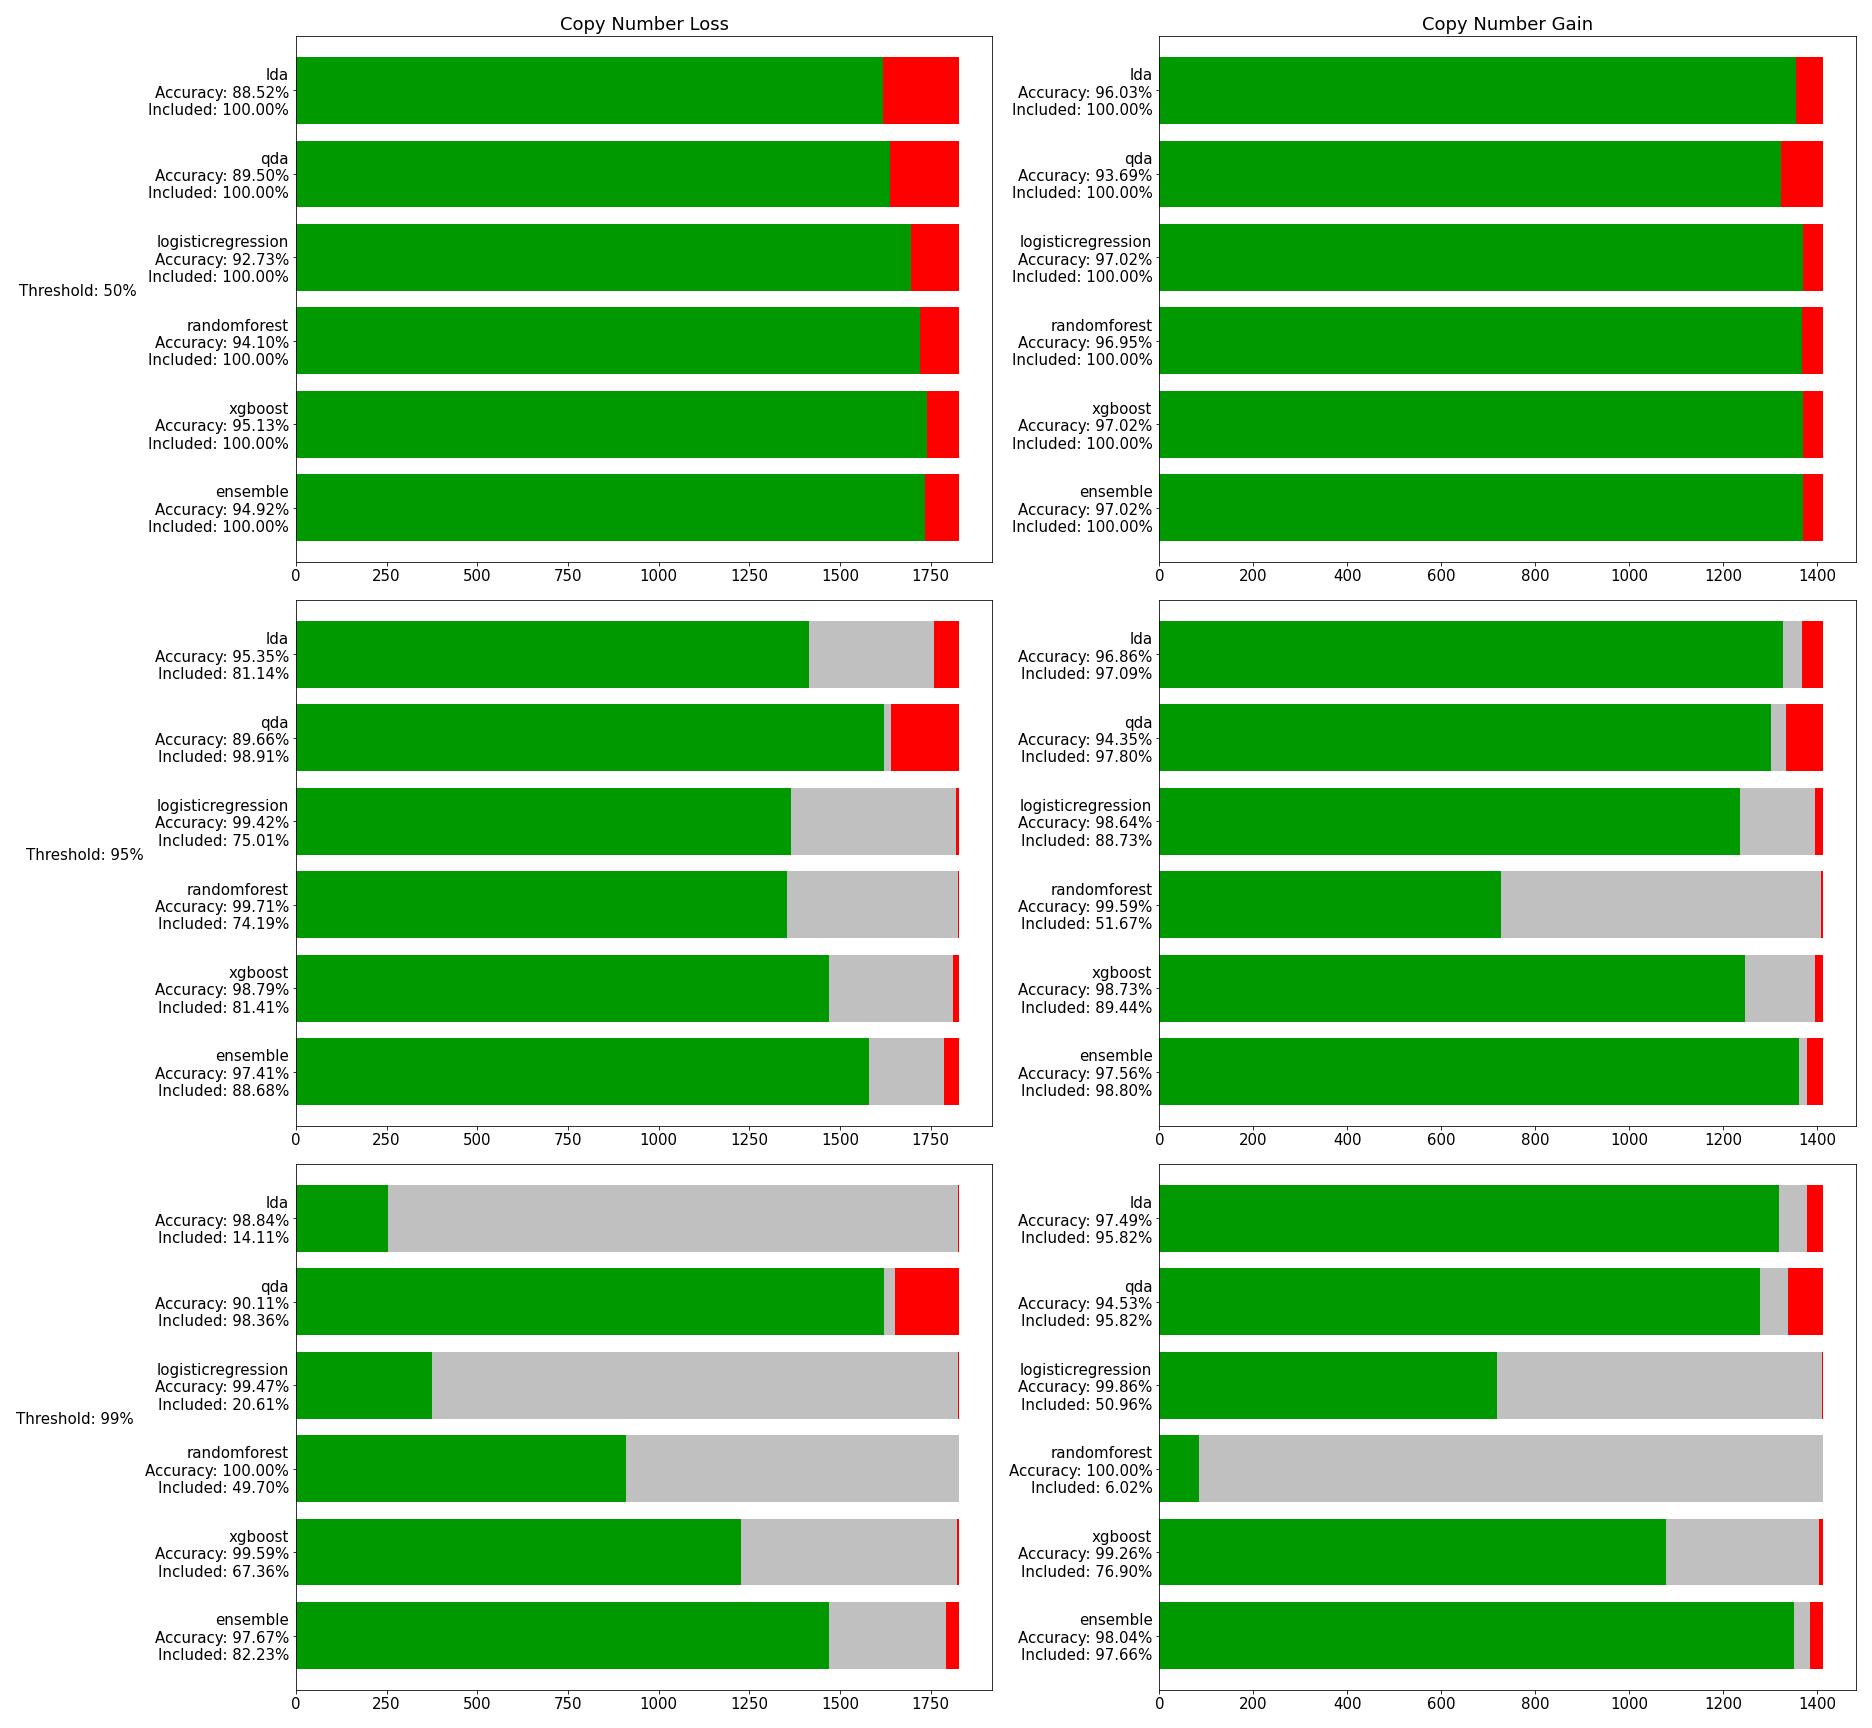 Copy Number Loss
Copy Number Gain
Threshold: 50%
lda
Accuracy: 88.52%
Included: 100.00%
qda
Accuracy: 89.50%
Included: 100.00%
logisticregression
Accuracy: 92.73%
Included: 100.00%
randomforest
Accuracy: 94.10%
Included: 100.00%
xgboost
Accuracy: 95.13%
Included: 100.00%
ensemble
Accuracy: 94.92%
Included: 100.00%
0 250 500 750 1000 1250 1500 1750
lda
Accuracy: 96.03%
Included: 100.00%
qda
Accuracy: 93.69%
Included: 100.00%
logisticregression
Accuracy: 97.02%
Included: 100.00%
randomforest
Accuracy: 96.95%
Included: 100.00%
xgboost
Accuracy: 97.02%
Included: 100.00%
ensemble
Accuracy: 97.02%
Included: 100.00%
0 200 400 600 800 1000 1200 1400
Threshold: 95%
lda
Accuracy: 95.35%
Included: 81.14%
qda
Accuracy: 89.66%
Included: 98.91%
logisticregression
Accuracy: 99.42%
Included: 75.01%
randomforest
Accuracy: 99.71%
Included: 74.19%
xgboost
Accuracy: 98.79%
Included: 81.41%
ensemble
Accuracy: 97.41%
Included: 88.68%
0 250 500 750 1000 1250 1500 1750
lda
Accuracy: 96.86%
Included: 97.09%
qda
Accuracy: 94.35%
Included: 97.80%
logisticregression
Accuracy: 98.64%
Included: 88.73%
randomforest
Accuracy: 99.59%
Included: 51.67%
xgboost
Accuracy: 98.73%
Included: 89.44%
ensemble
Accuracy: 97.56%
Included: 98.80%
0 200 400 600 800 1000 1200 1400
Threshold: 99%
lda
Accuracy: 98.84%
Included: 14.11%
qda
Accuracy: 90.11%
Included: 98.36%
logisticregression
Accuracy: 99.47%
Included: 20.61%
randomforest
Accuracy: 100.00%
Included: 49.70%
xgboost
Accuracy: 99.59%
Included: 67.36%
ensemble
Accuracy: 97.67%
Included: 82.23%
0 250 500 750 1000 1250 1500 1750
lda
Accuracy: 97.49%
Included: 95.82%
qda
Accuracy: 94.53%
Included: 95.82%
logisticregression
Accuracy: 99.86%
Included: 50.96%
randomforest
Accuracy: 100.00%
Included: 6.02%
xgboost
Accuracy: 99.26%
Included: 76.90%
ensemble
Accuracy: 98.04%
Included: 97.66%
0 200 400 600 800 1000 1200 1400